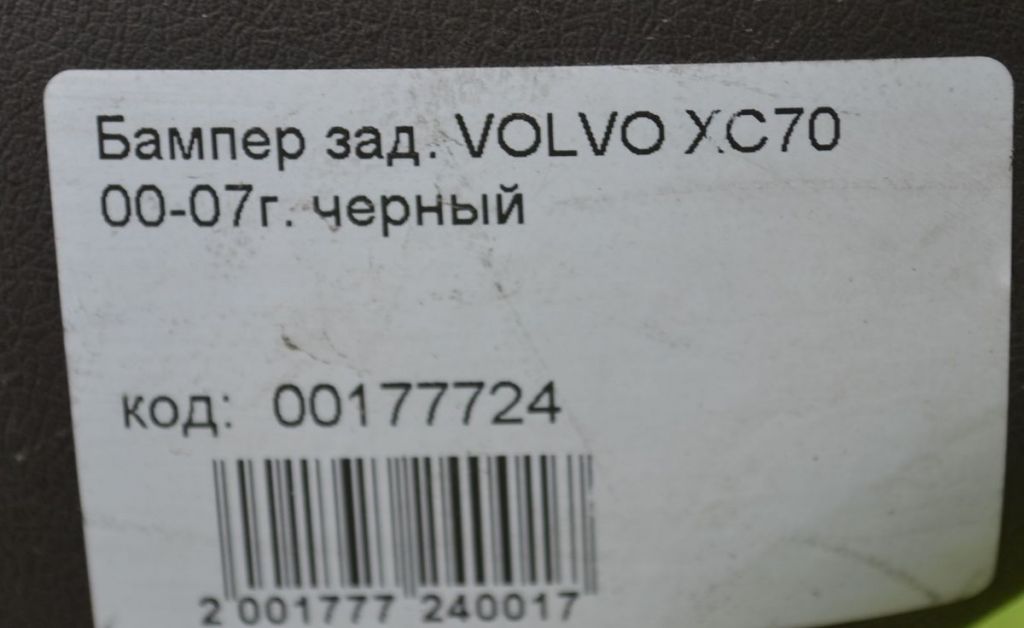 Бампер зад. VOLVO XC70
00-07г. черный
код: 00177724
2 001777 240017